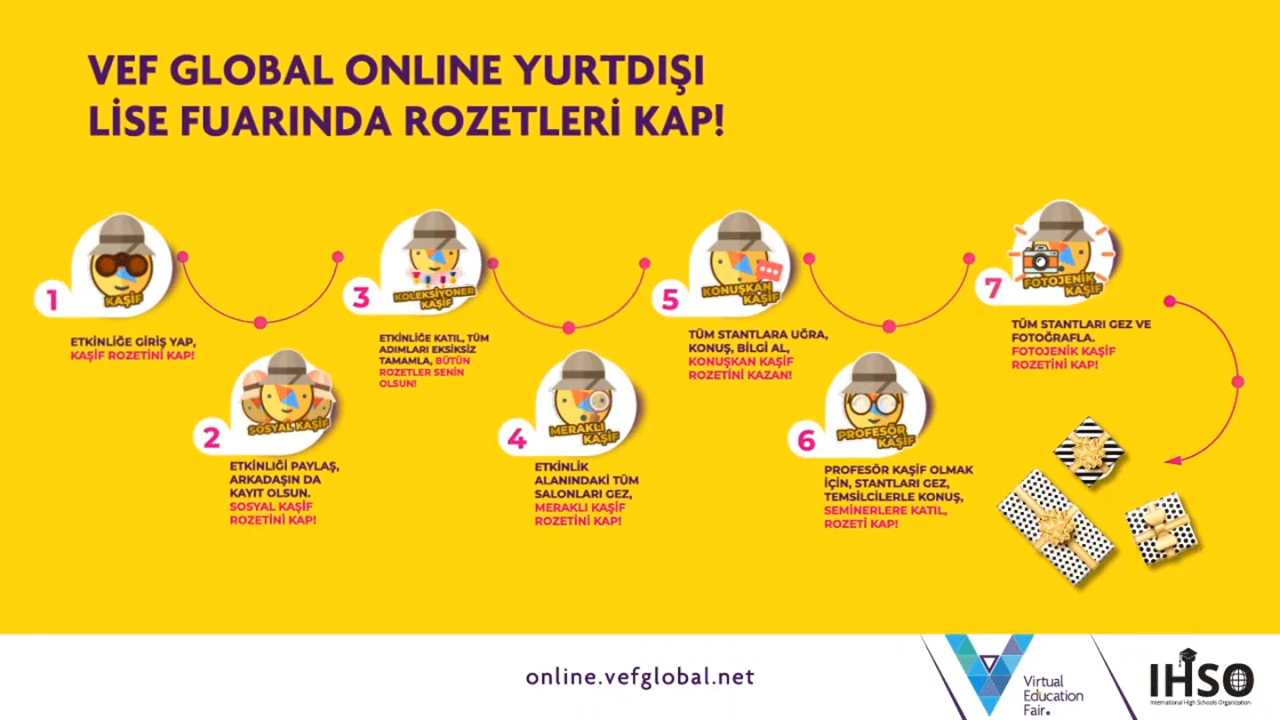 VEF GLOBAL ONLINE YURTDIŞI
LİSE FUARINDA ROZETLERİ KAP!
1
KAŞİF
ETKİNLİĞE GİRİŞ YAP,
KAŞİF ROZETİNİ KAP!
2
SOSYAL KAŞİF
ETKİNLİĞİ PAYLAŞ,
ARKADAŞIN DA
KAYIT OLSUN.
SOSYAL KAŞİF
ROZETİNİ KAP!
3
KOLEKSİYONER
KAŞİF
ETKİNLİĞE KATIL, TÜM
ADIMLARI EKSİKSİZ
TAMAMLA, BÜTÜN
ROZETLER SENİN
OLSUN!
4
MERAKLI
KAŞİF
ETKİNLİK
ALANINDAKİ TÜM
SALONLARI GEZ,
MERAKLI KAŞİF
ROZETİNİ KAP!
5
KONUŞKAN
KAŞİF
TÜM STANTLARA UĞRA,
KONUŞ, BİLGİ AL,
KONUŞKAN KAŞİF
ROZETİNİ KAZAN!
6
PROFESÖR
KAŞİF
PROFESÖR KAŞİF OLMAK
İÇİN, STANTLARI GEZ,
TEMSİLCİLERLE KONUŞ,
SEMİNERLERE KATIL,
ROZETİ KAP!
7
FOTOJENİK
KAŞİF
TÜM STANTLARI GEZ VE
FOTOĞRAFLA.
FOTOJENİK KAŞİF
ROZETİNİ KAP!
online.vefglobal.net
Virtual
Education
Fair.
IHSO
International High Schools Organization